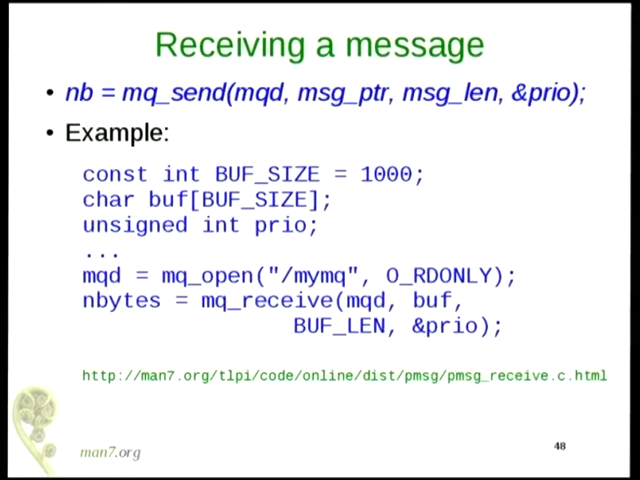 Receiving a message
• nb = mq_send(mqd, msg_ptr, msg_len, &prio);
• Example:
const int BUF_SIZE = 1000;
char buf[BUF_SIZE];
unsigned int prio;
...
mqd = mq_open("/mymq", O_RDONLY);
nbytes = mq_receive(mqd, buf,
BUF_LEN, &prio);
http://man7.org/tlpi/code/online/dist/pmsg/pmsg_receive.c.html
man7.org
48